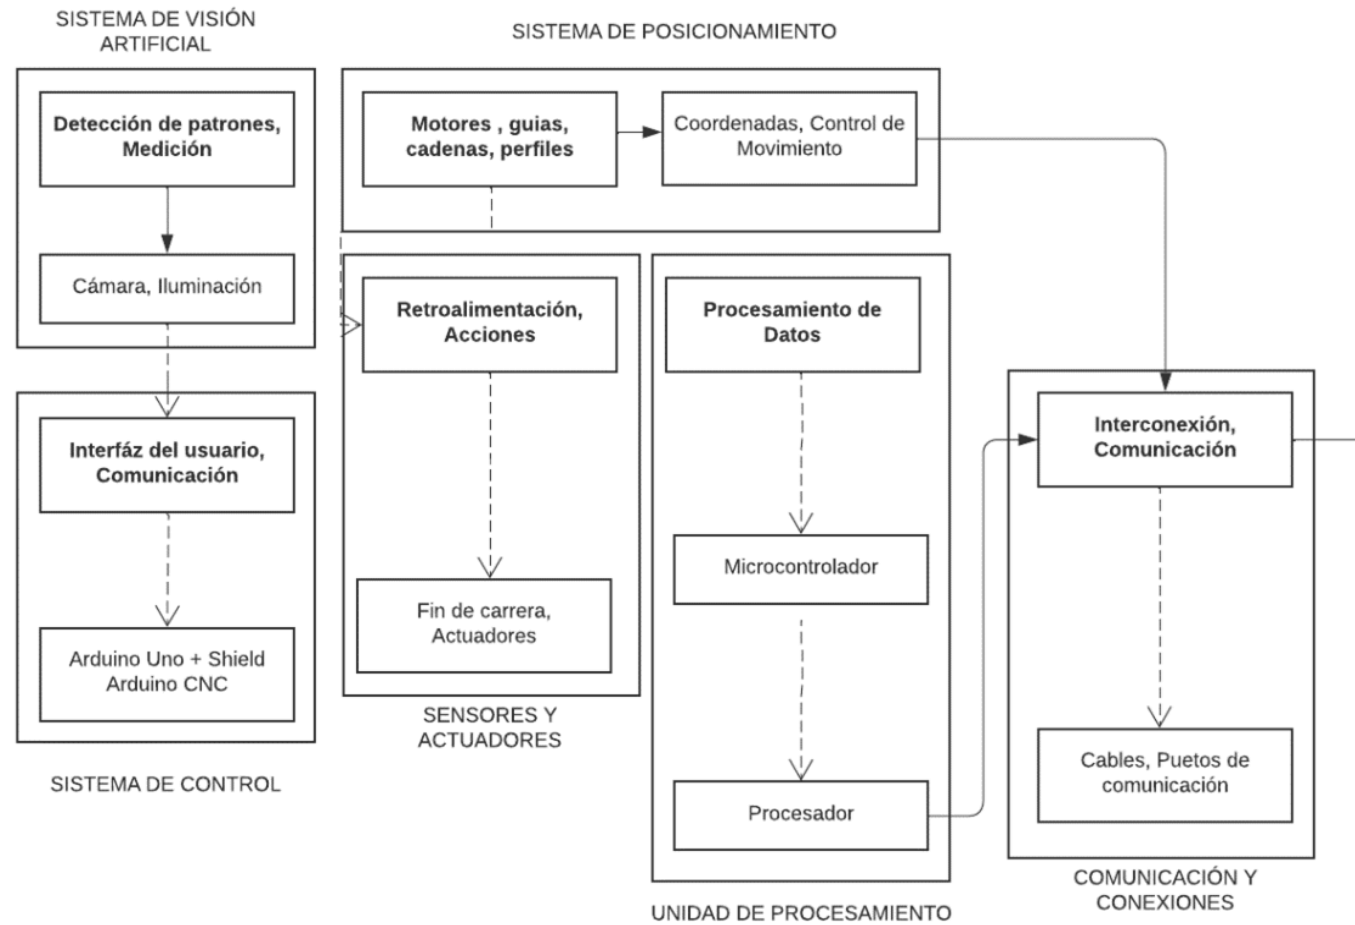 SISTEMA DE VISIÓN
ARTIFICIAL
Detección de patrones,
Medición
Cámara, Iluminación
Interfáz del usuario,
Comunicación
Arduino Uno + Shield
Arduino CNC
SISTEMA DE CONTROL
SISTEMA DE POSICIONAMIENTO
Motores , guias,
cadenas, perfiles
Coordenadas, Control de
Movimiento
Retroalimentación,
Acciones
Fin de carrera,
Actuadores
SENSORES Y
ACTUADORES
Procesamiento de
Datos
Microcontrolador
Procesador
UNIDAD DE PROCESAMIENTO
Interconexión,
Comunicación
Cables, Puetos de
comunicación
COMUNICACIÓN Y
CONEXIONES